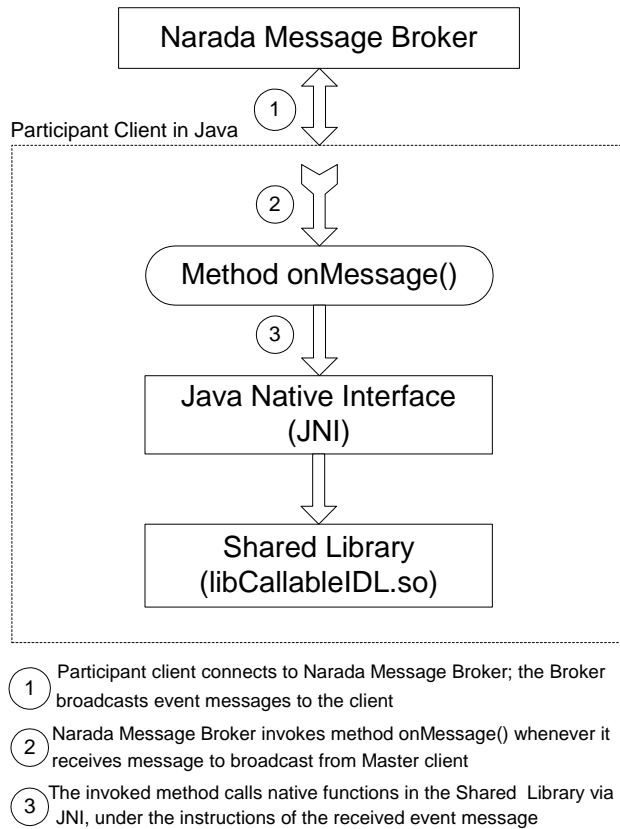 Narada Message Broker
1
Participant Client in Java
2
Method onMessage()
3
Java Native Interface
(JNI)
Shared Library
(libCallableIDL.so)
1 Participant client connects to Narada Message Broker; the Broker
broadcasts event messages to the client
2 Narada Message Broker invokes method onMessage() whenever it
receives message to broadcast from Master client
3 The invoked method calls native functions in the Shared Library via
JNI, under the instructions of the received event message